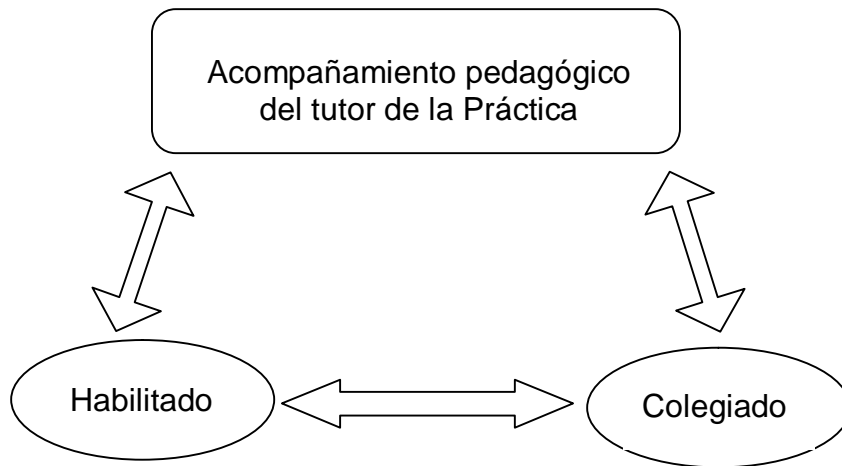 Acompañamiento pedagógico
del tutor de la Práctica
Habilitado
Colegiado